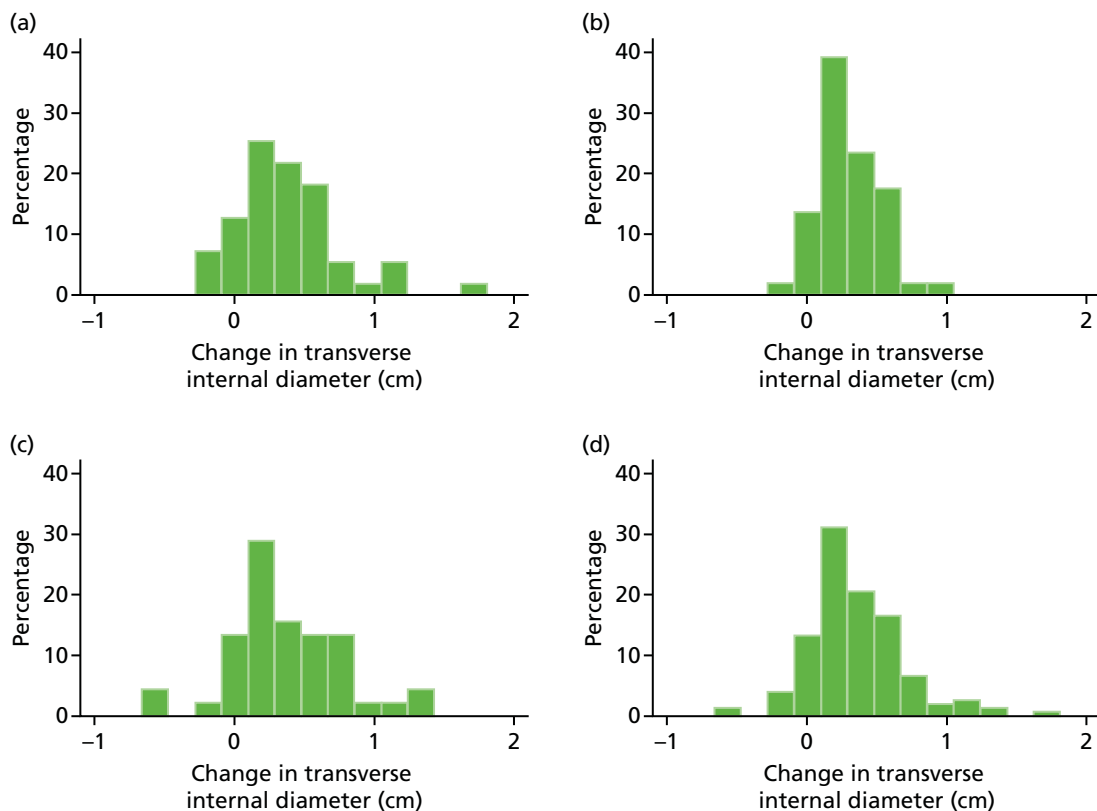 (a)
40
30
20
10
0
Percentage
–1 0 1 2
Change in transverse
internal diameter (cm)
(b)
40
30
20
10
0
Percentage
–1 0 1 2
Change in transverse
internal diameter (cm)
(c)
40
30
20
10
0
Percentage
–1 0 1 2
Change in transverse
internal diameter (cm)
(d)
40
30
20
10
0
Percentage
–1 0 1 2
Change in transverse
internal diameter (cm)